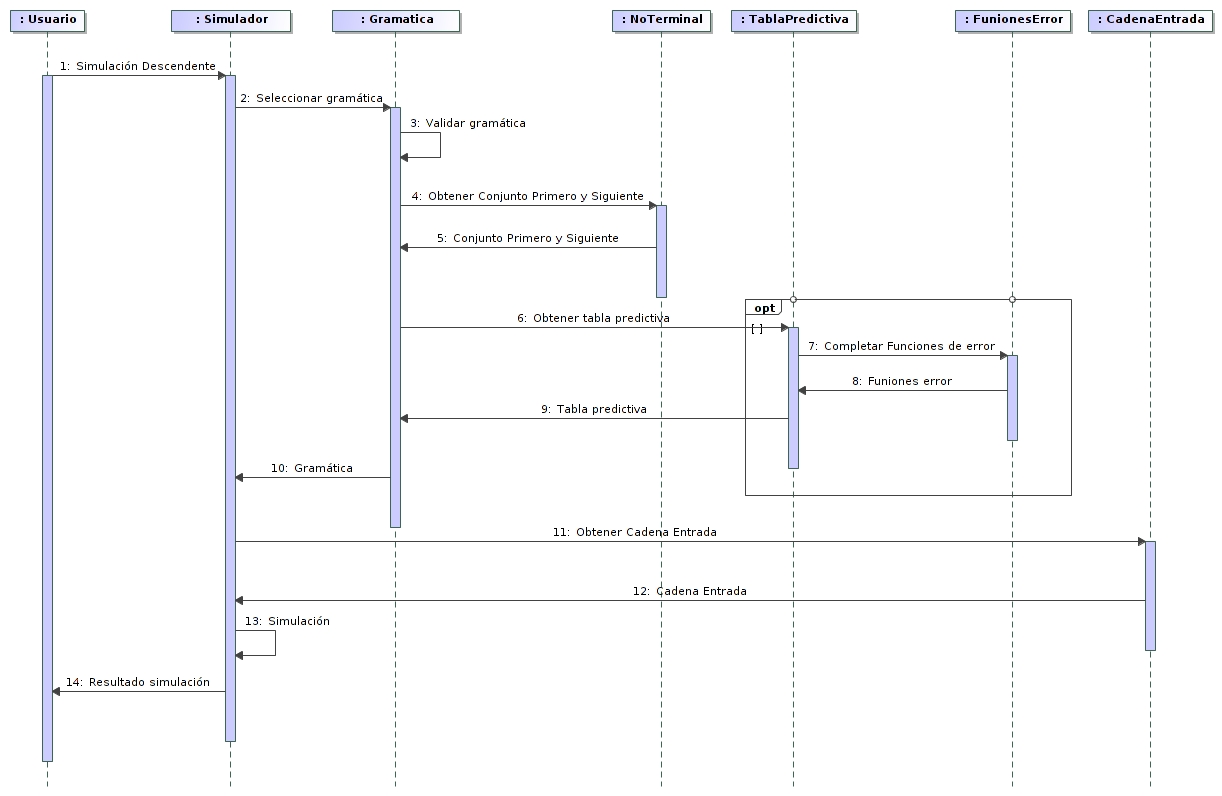 : Usuario
: Simulador
: Gramatica
: NoTerminal
: TablaPredictiva
: FunionesError
: CadenaEntrada
1: Simulación Descendente
2: Seleccionar gramática
3: Validar gramática
4: Obtener Conjunto Primero y Siguiente
5: Conjunto Primero y Siguiente
opt
6: Obtener tabla predictiva
[ ]
7: Completar Funciones de error
8: Funiones error
9: Tabla predictiva
10: Gramática
11: Obtener Cadena Entrada
12: Cadena Entrada
13: Simulación
14: Resultado simulación